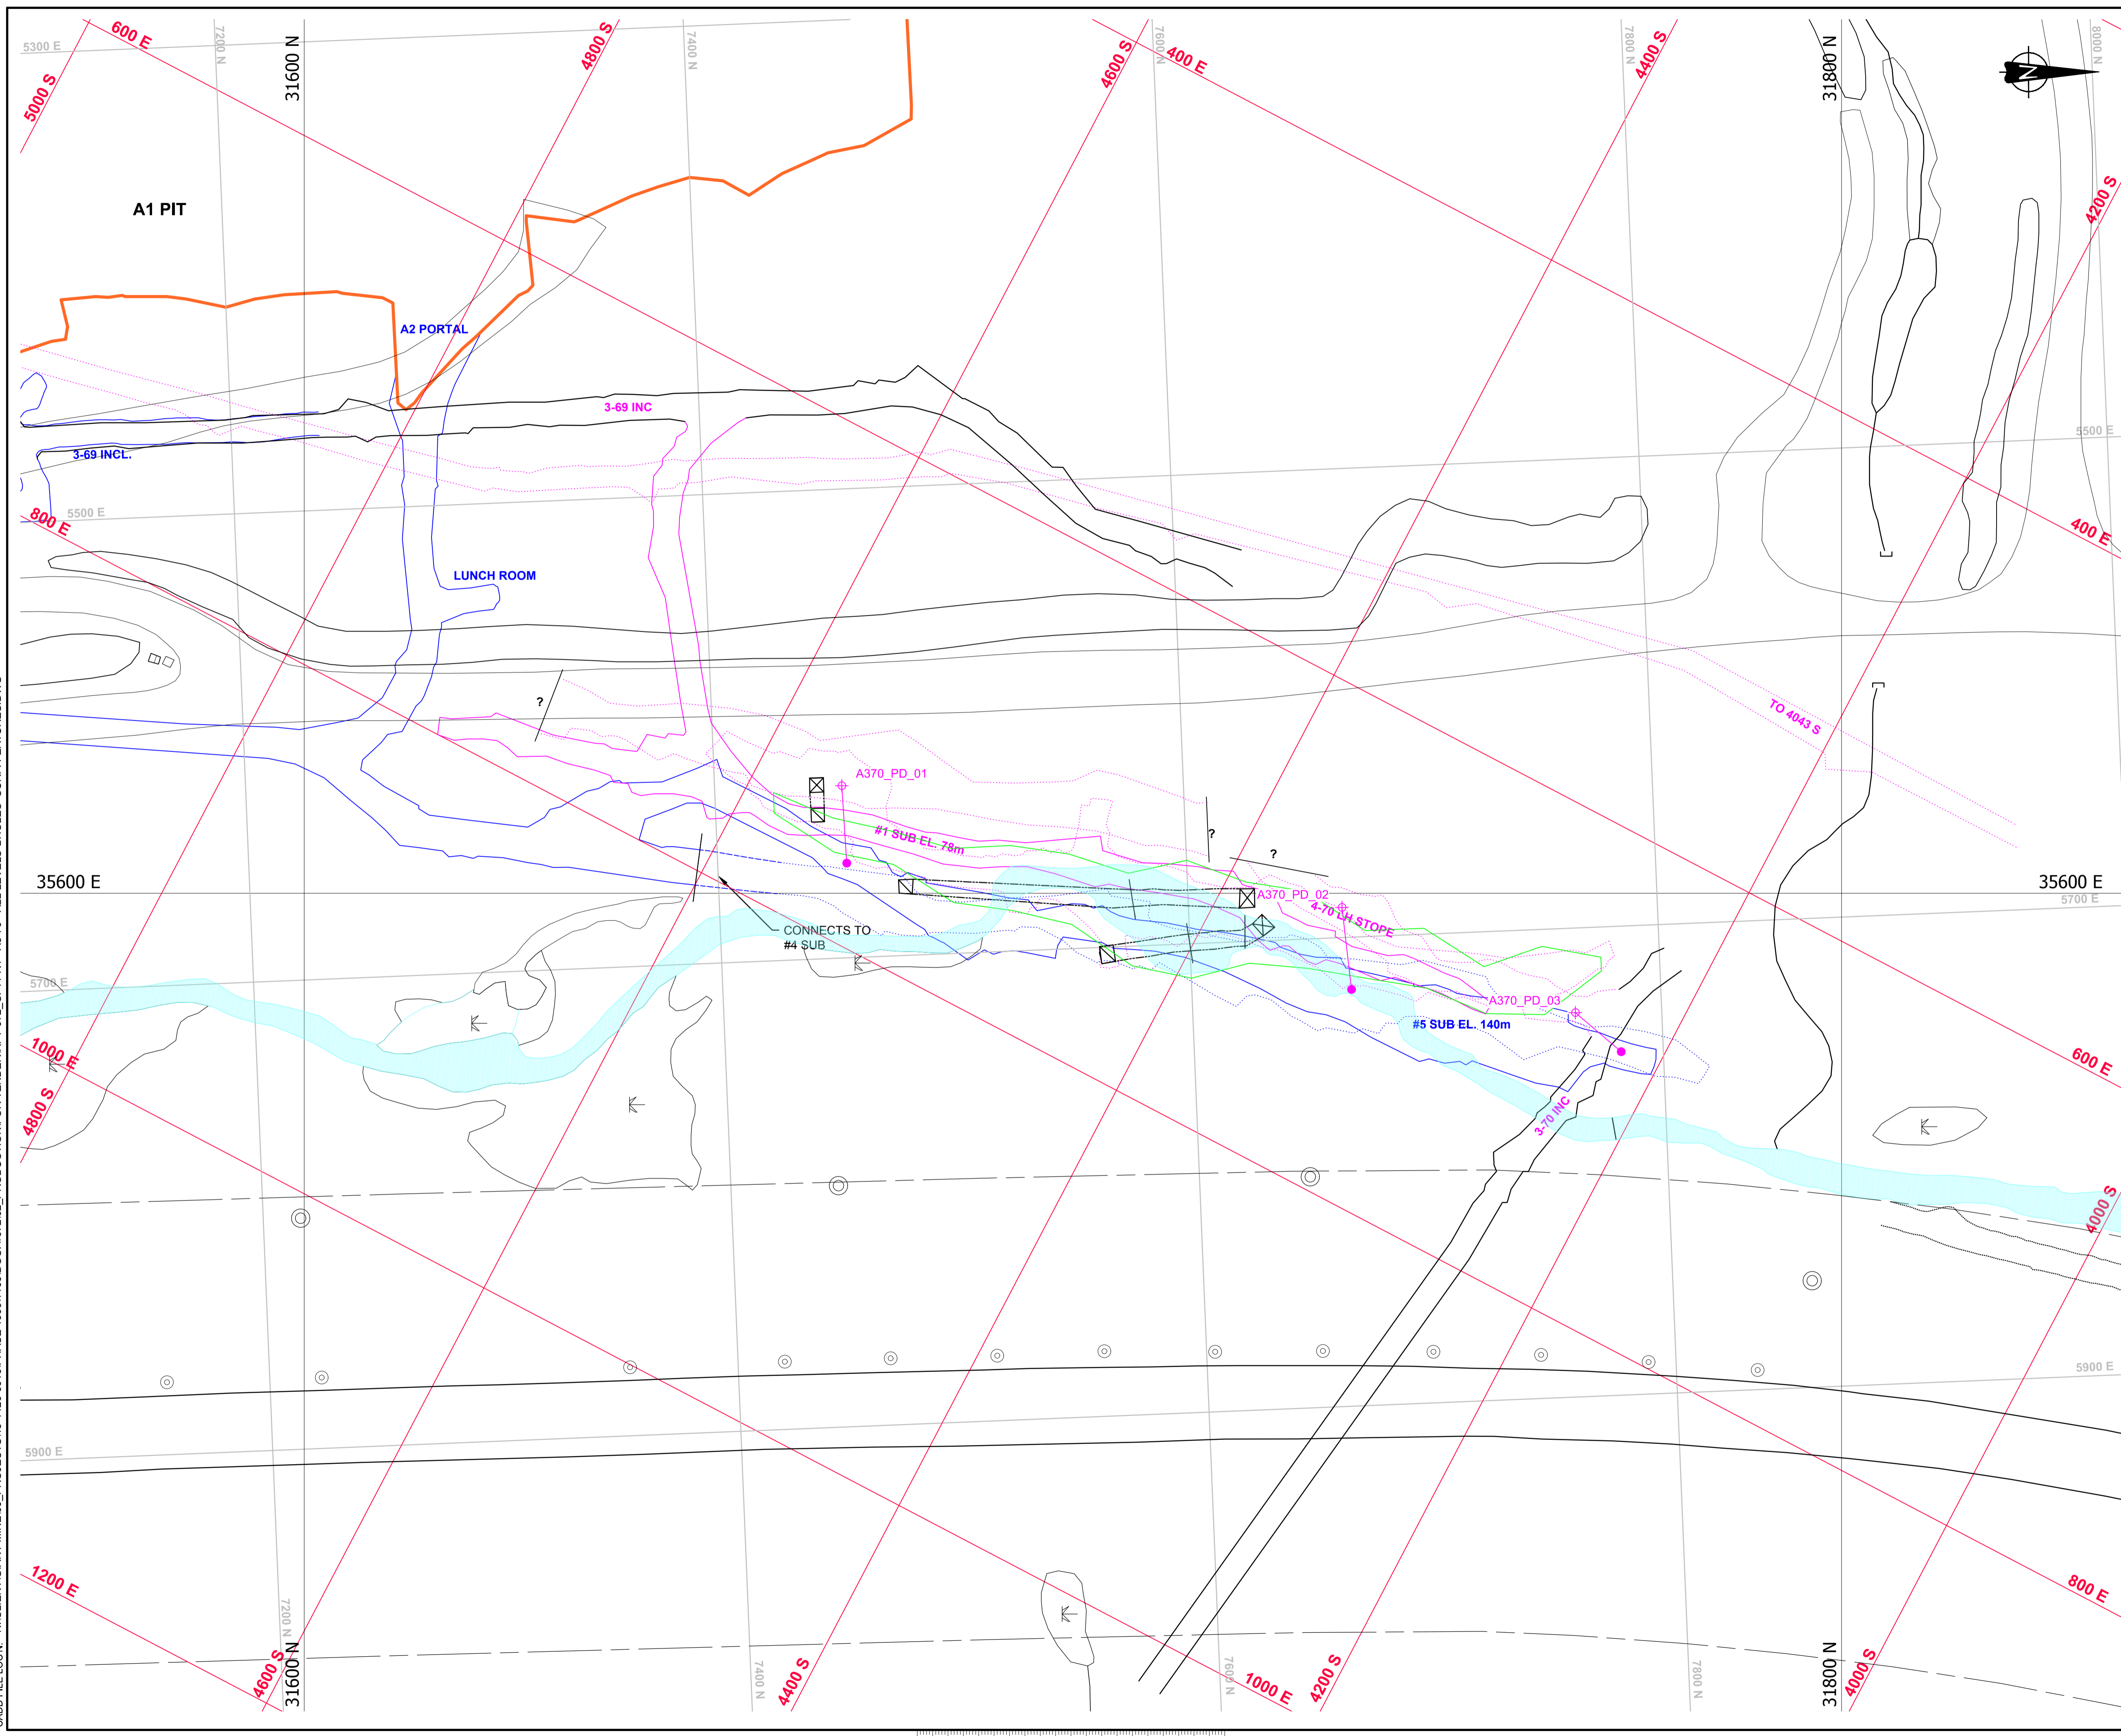 600 E
5300 E
7200 N
31600 N
4800 S
7400 N
4600 S
7600 N
400 E
7800 N
4400 S
31800 N
8000 N
N
5000 S
A1 PIT
4200 S
A2 PORTAL
3-69 INC
3-69 INCL.
5500 E
5500 E
800 E
400 E
LUNCH ROOM
?
TO 4043 S
A370_PD_01
#1 SUB EL. 78m
?
?
35600 E
35600 E
5700 E
A370_PD_02
4-70 LH STOPE
CONNECTS TO
#4 SUB
5700 E
A370_PD_03
#5 SUB EL. 140m
1000 E
600 E
4800 S
3-70 INC
4000 S
5900 E
5900 E
1200 E
800 E
7200 N
4600 S
31600 N
7400 N
4400 S
7600 N
1000 E
4200 S
7800 N
31800 N
4000 S